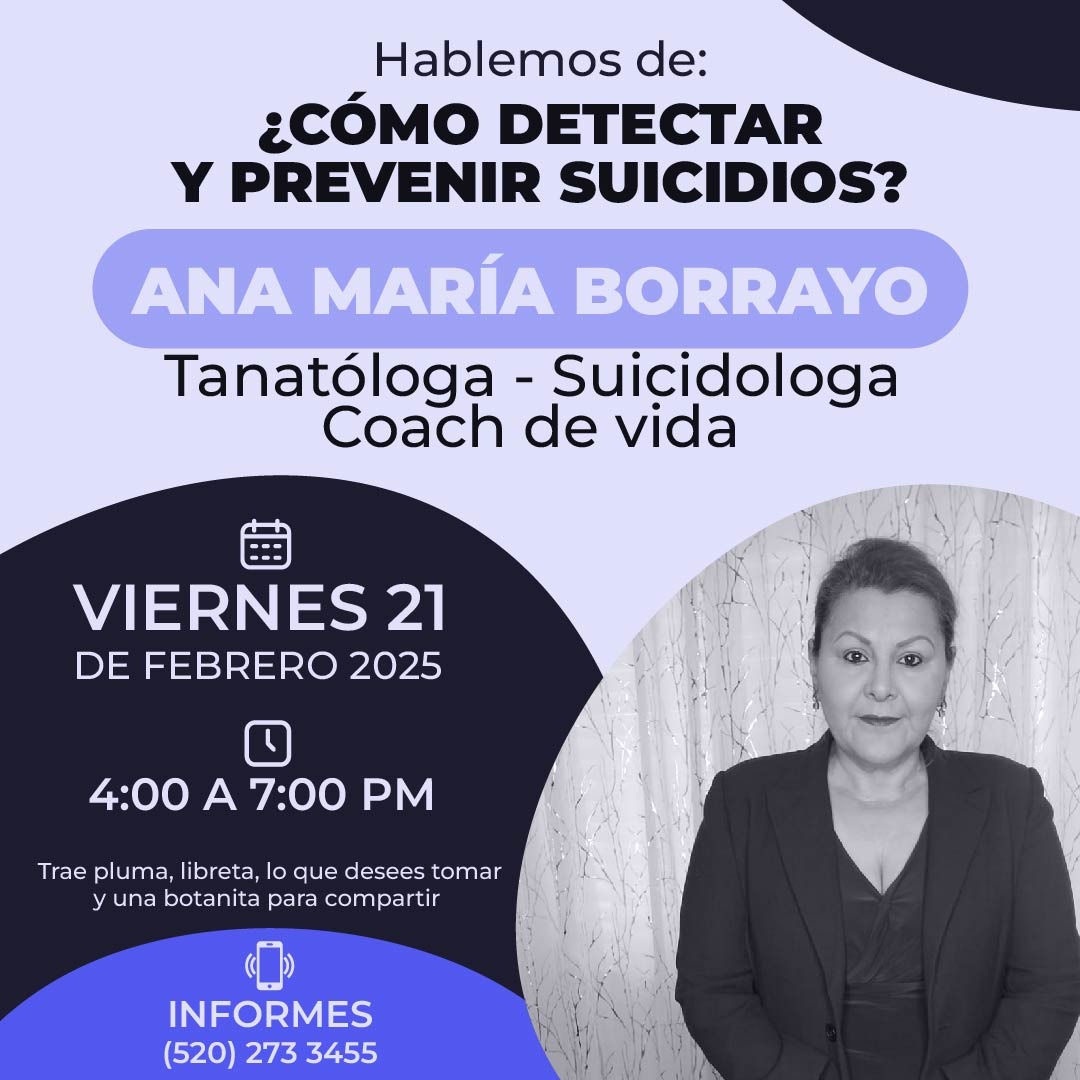 Hablemos de:
¿CÓMO DETECTAR
Y PREVENIR SUICIDIOS?
ANA MARÍA BORRAYO
Tanatóloga - Suicidologa
Coach de vida
VIERNES 21
DE FEBRERO 2025
4:00 A 7:00 PM
Trae pluma, libreta, lo que desees tomar
y una botanita para compartir
INFORMES
(520) 273 3455